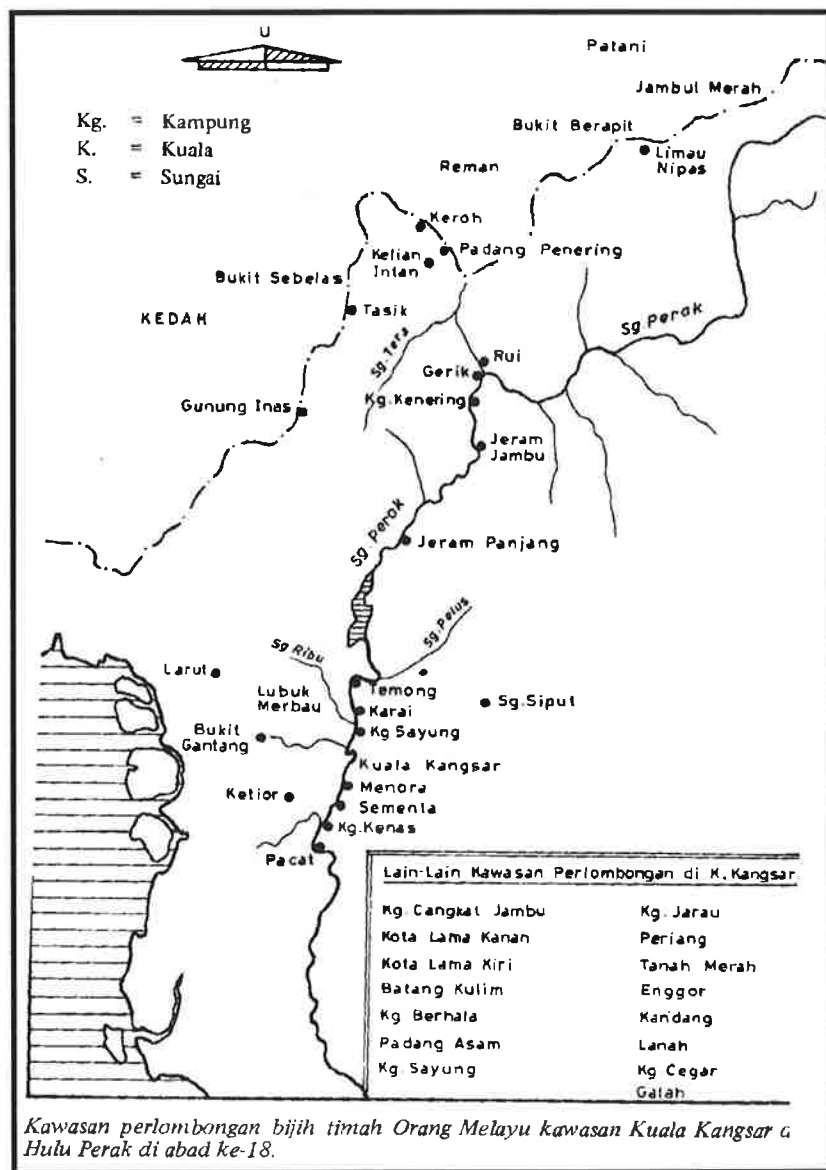 U
Patani
Jambul Merah
Kg. = Kampung
K. = Kuala
S. = Sungai
Bukit Berapit
Limau
Nipas
Reman
Keroh
Padang Penering
Kelian
Intan
Bukit Sebelas
KEDAH
Tasik
Sg. Perak
Sg. Tera
Rui
Gerik
Kg. Kenering
Gunung Inas
Jeram
Jambu
Sg. Perak
Jeram Panjang
Sg. Pelus
Sg Ribu
Larut
Temong
Lubuk
Merbau
Sg. Siput
Karai
Kg Sayung
Bukit
Gantang
Kuala Kangsar
Menora
Ketior
Sementa
Kg. Kenas
Pacat
Lain-Lain Kawasan Perlombongan di K. Kangsar
Kg. Cangkat Jambu Kg. Jarau
Kota Lama Kanan Periang
Kota Lama Kiri Tanah Merah
Batang Kulim Enggor
Kg Berhala Kandang
Padang Asam Lanah
Kg. Sayung Kg Cegar
Galah
Kawasan perlombongan bijih timah Orang Melayu kawasan Kuala Kangsar
Hulu Perak di abad ke-18.